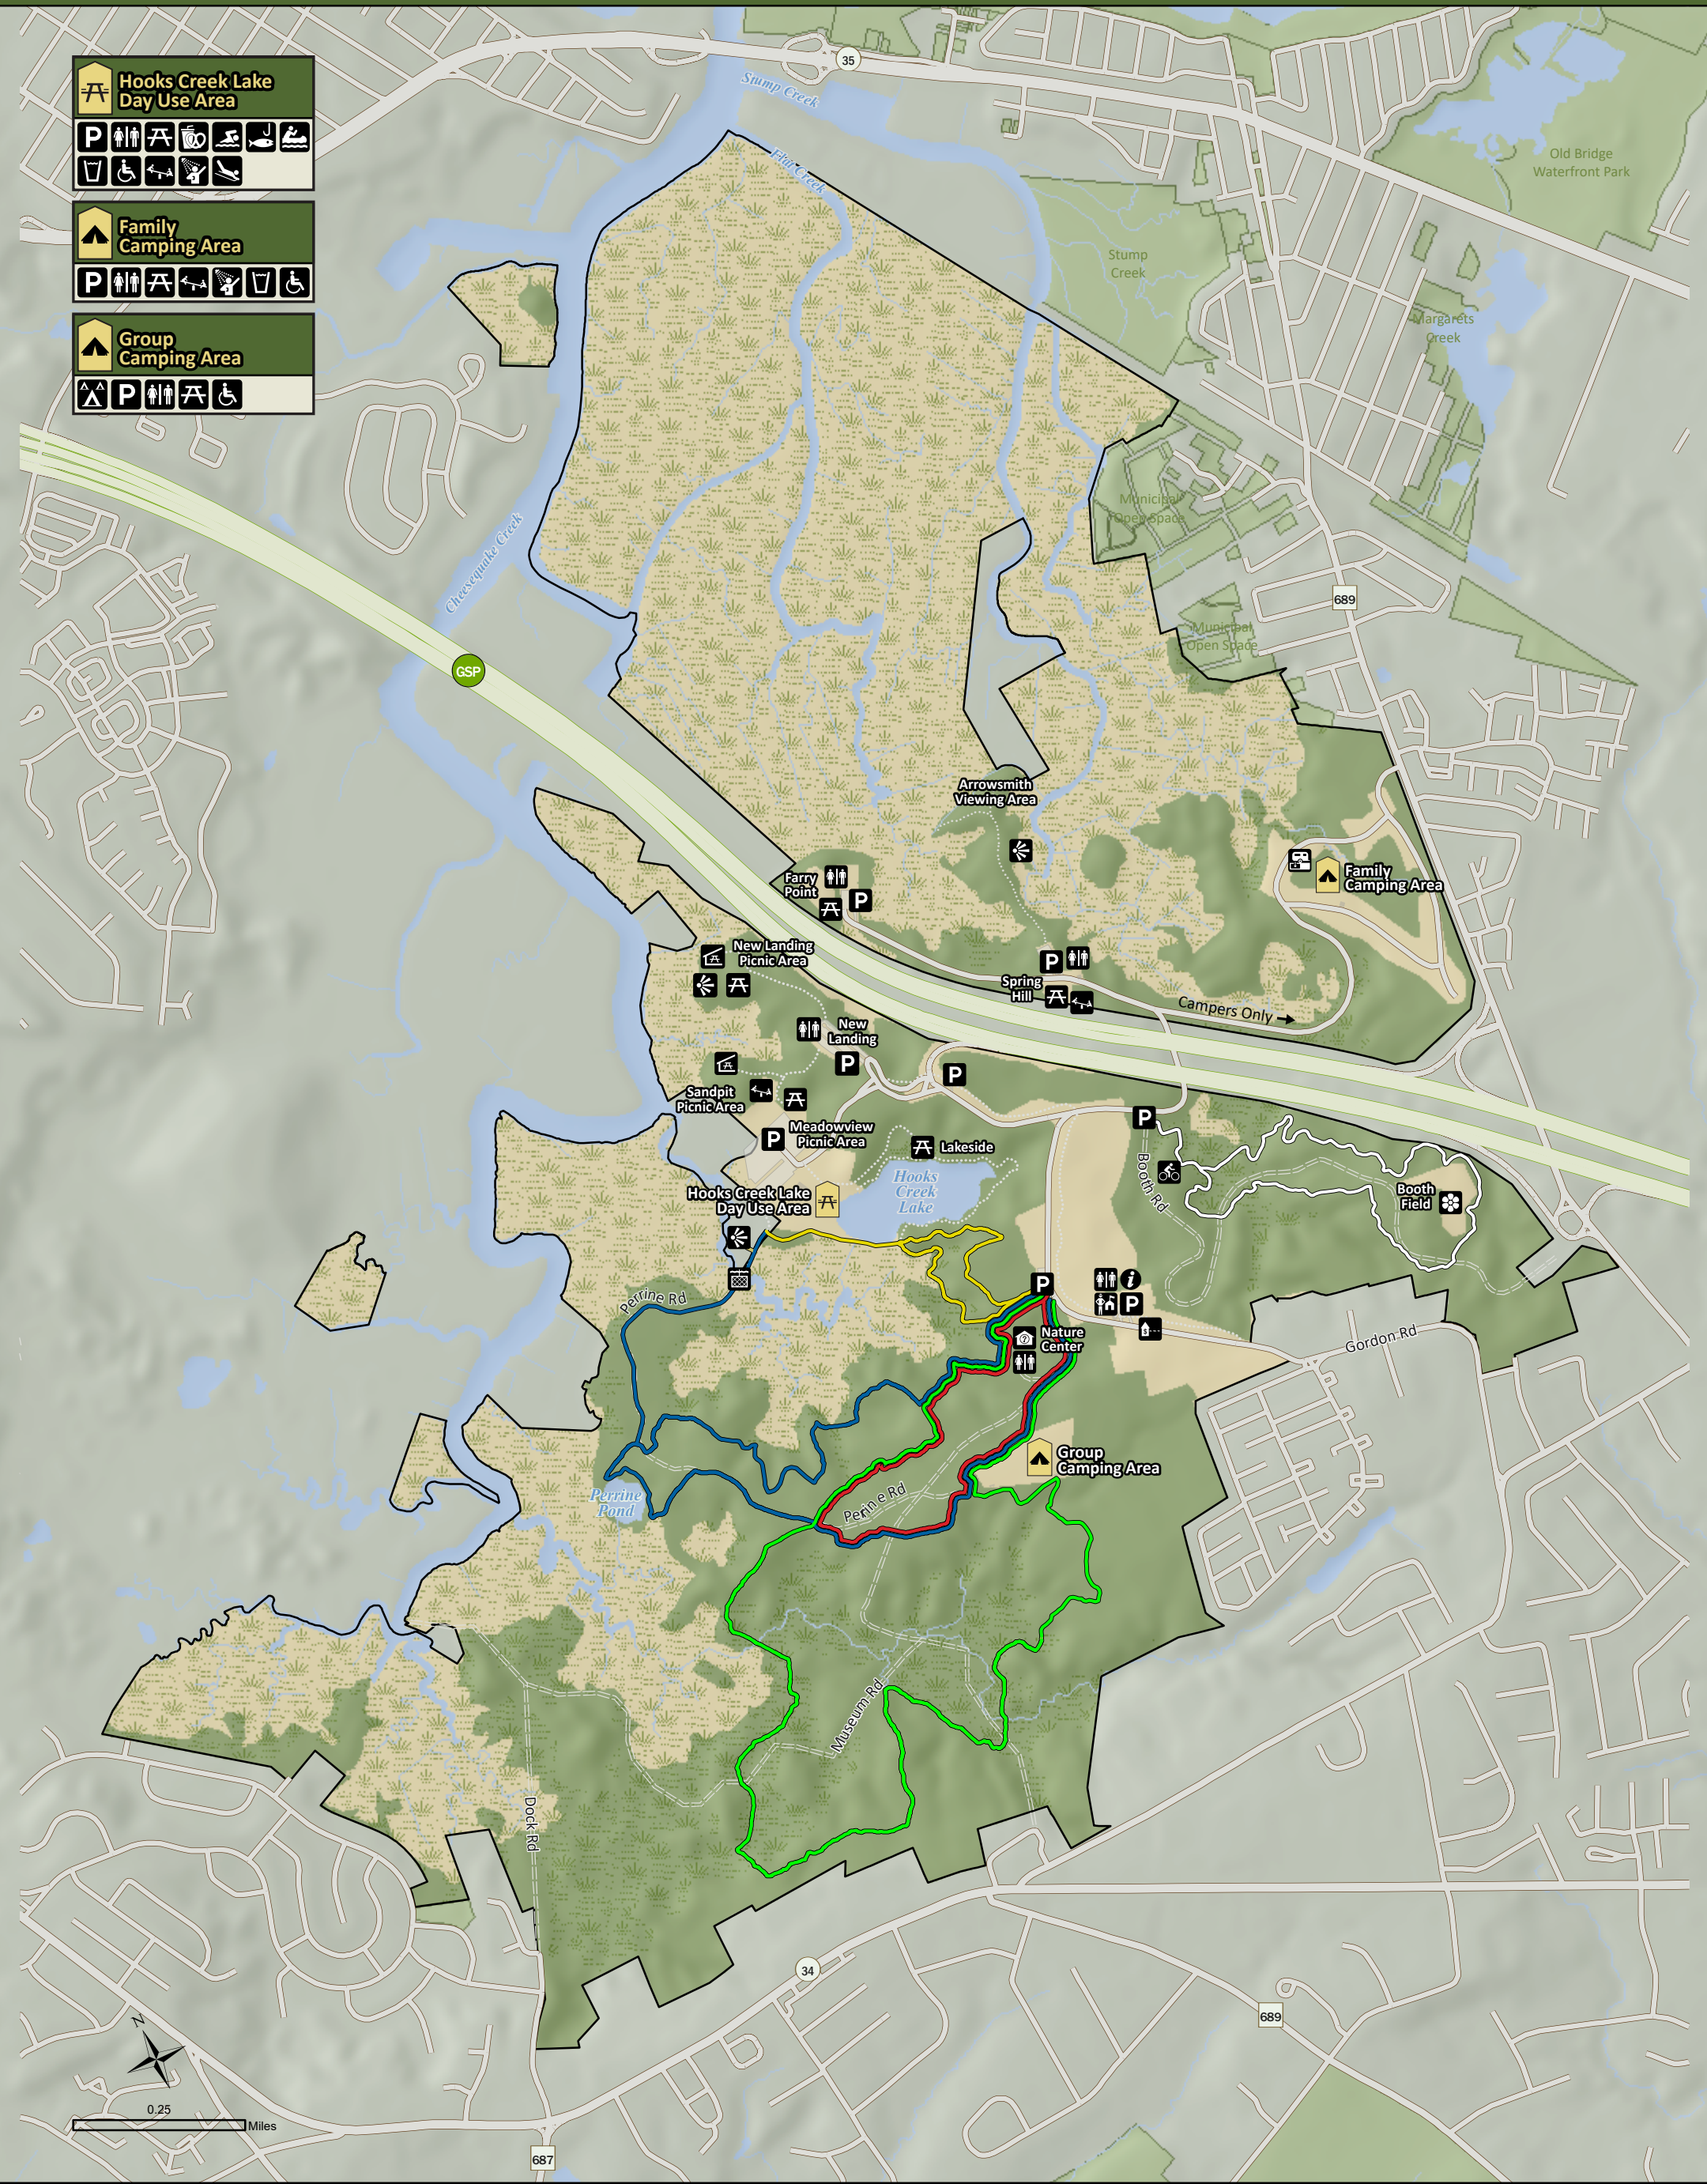 Hooks Creek Lake
Day Use Area
Family
Camping Area
Group
Camping Area
35
Stump Creek
Flat Creek
Old Bridge
Waterfront Park
Stump
Creek
Margarets
Creek
Municipal
Open Space
Cheesequake Creek
689
Municipal
Open Space
GSP
Arrowsmith
Viewing Area
Farry
Point
P
Family
Camping Area
New Landing
Picnic Area
P
Spring
Hill
Campers Only
New
Landing
P
P
Sandpit
Picnic Area
P
Meadowview
Picnic Area
P
Lakeside
Booth Rd
Hooks
Creek
Lake
Hooks Creek Lake
Day Use Area
Booth
Field
P
i
P
Perrine Rd
Nature
Center
Gordon Rd
Group
Camping Area
Perrine
Pond
Perin e Rd
Museum Rd
Dock Rd
34
689
N
0.25
Miles
687